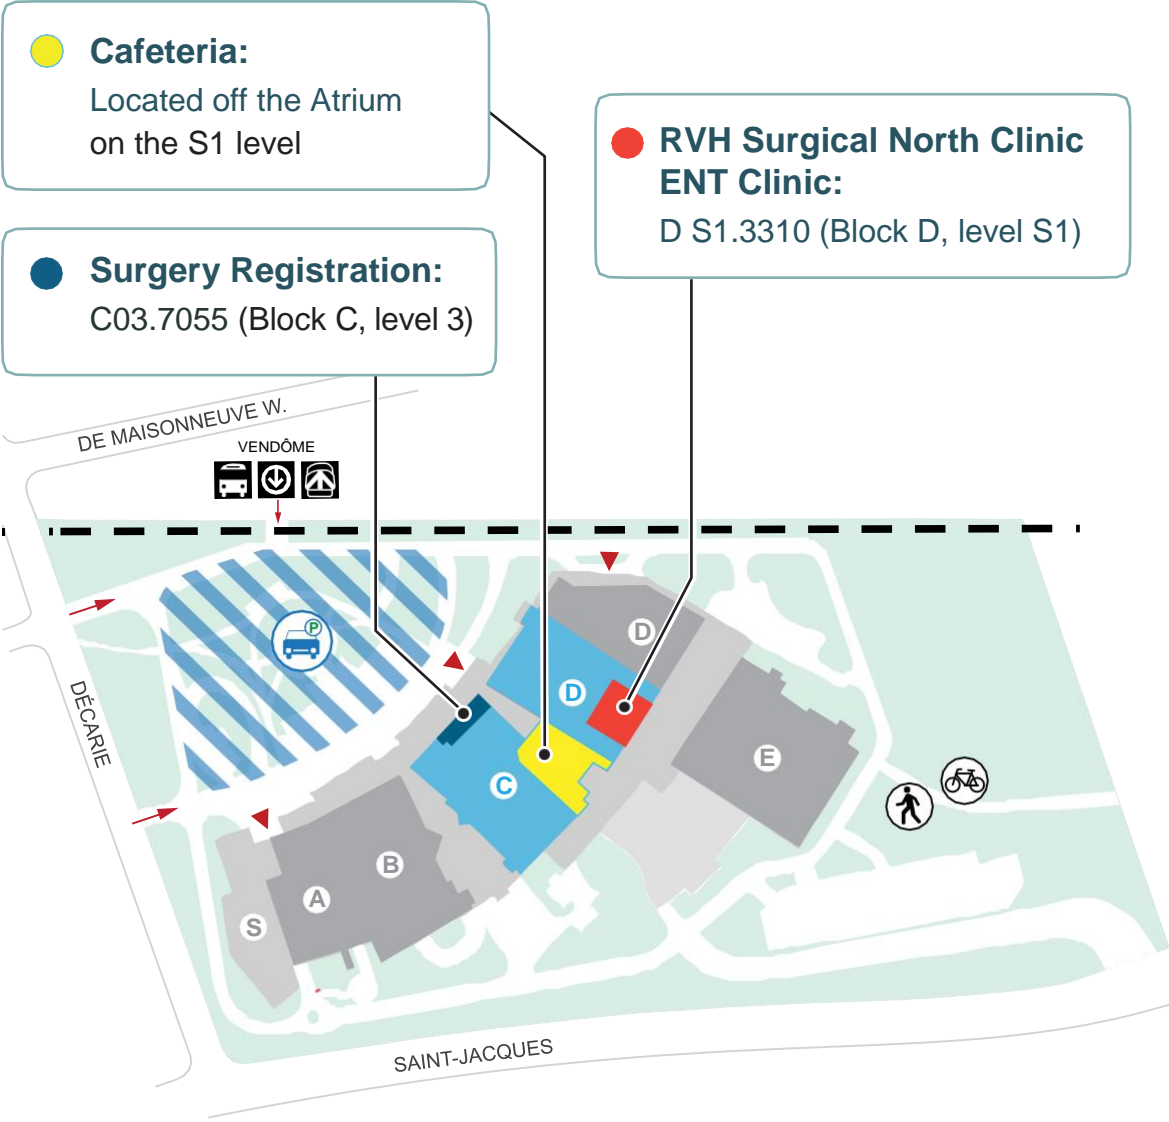 Cafeteria:
Located off the Atrium
on the S1 level
RVH Surgical North Clinic
ENT Clinic:
D S1.3310 (Block D, level S1)
Surgery Registration:
C03.7055 (Block C, level 3)
DE MAISONNEUVE W.
VENDÔME
P
D
D
DÉCARIE
E
C
B
A
S
SAINT-JACQUES